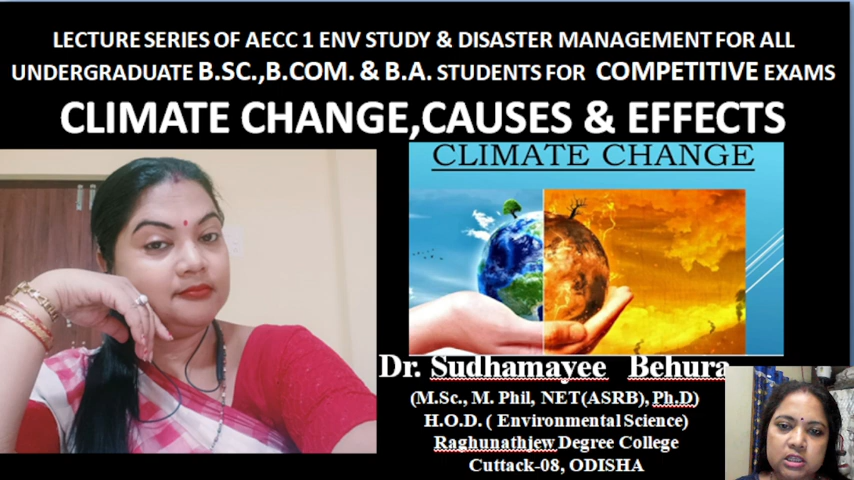 LECTURE SERIES OF AECC 1 ENV STUDY & DISASTER MANAGEMENT FOR ALL
UNDERGRADUATE B.SC.,B.COM. & B.A. STUDENTS FOR COMPETITIVE EXAMS
CLIMATE CHANGE,CAUSES & EFFECTS
CLIMATE CHANGE
Dr. Sudhamayee Behura
(M.Sc., M. Phil, NET(ASRB), Ph.D)
H.O.D. ( Environmental Science)
Raghunathjew Degree College
Cuttack-08, ODISHA